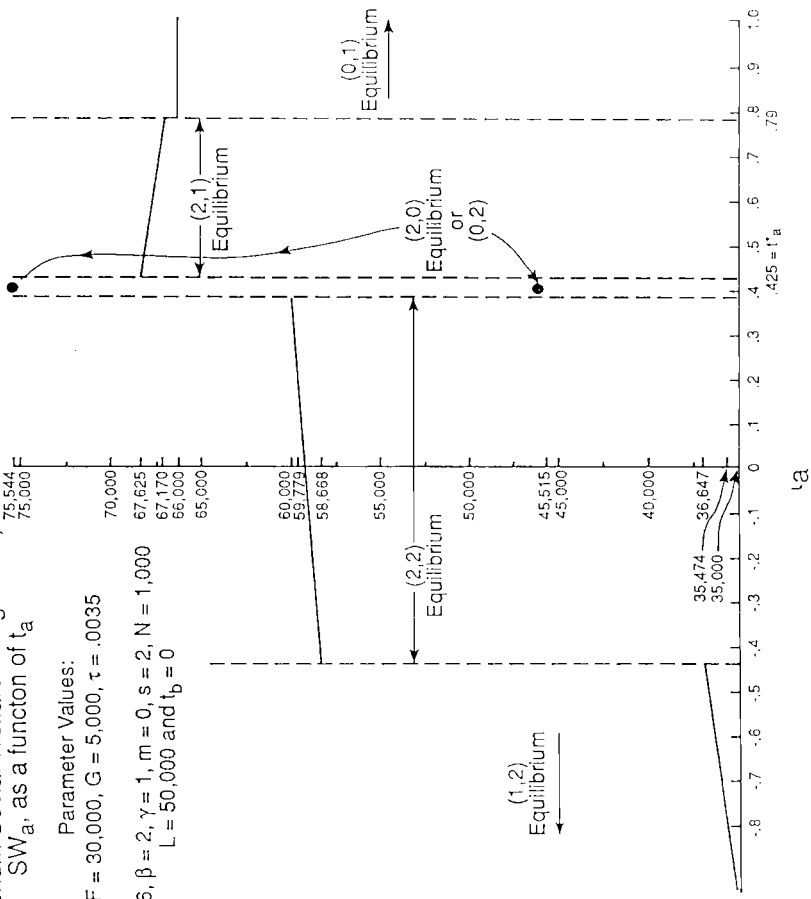 SW_a, as a functon of t_a
Parameter Values:
F = 30,000, G = 5,000, τ = .0035
6, β = 2, γ = 1, m = 0, s = 2, N = 1,000
L = 50,000 and t_b = 0
75,544
75,000
70,000
67,625
67,170
66,000
65,000
60,000
59,779
58,668
55,000
50,000
45,515
45,000
40,000
36,647
35,474
35,000
(1,2)
Equilibrium
(2,2)
Equilibrium
(2,0)
Equilibrium
or
(0,2)
(2,1)
Equilibrium
(0,1)
Equilibrium
-.8 -.7 -.6 -.5 -.4 -.3 -.2 -.1 0 .1 .2 .3 .4 .5 .6 .7 .8 .9 1.0
.425 = t*_a
.79